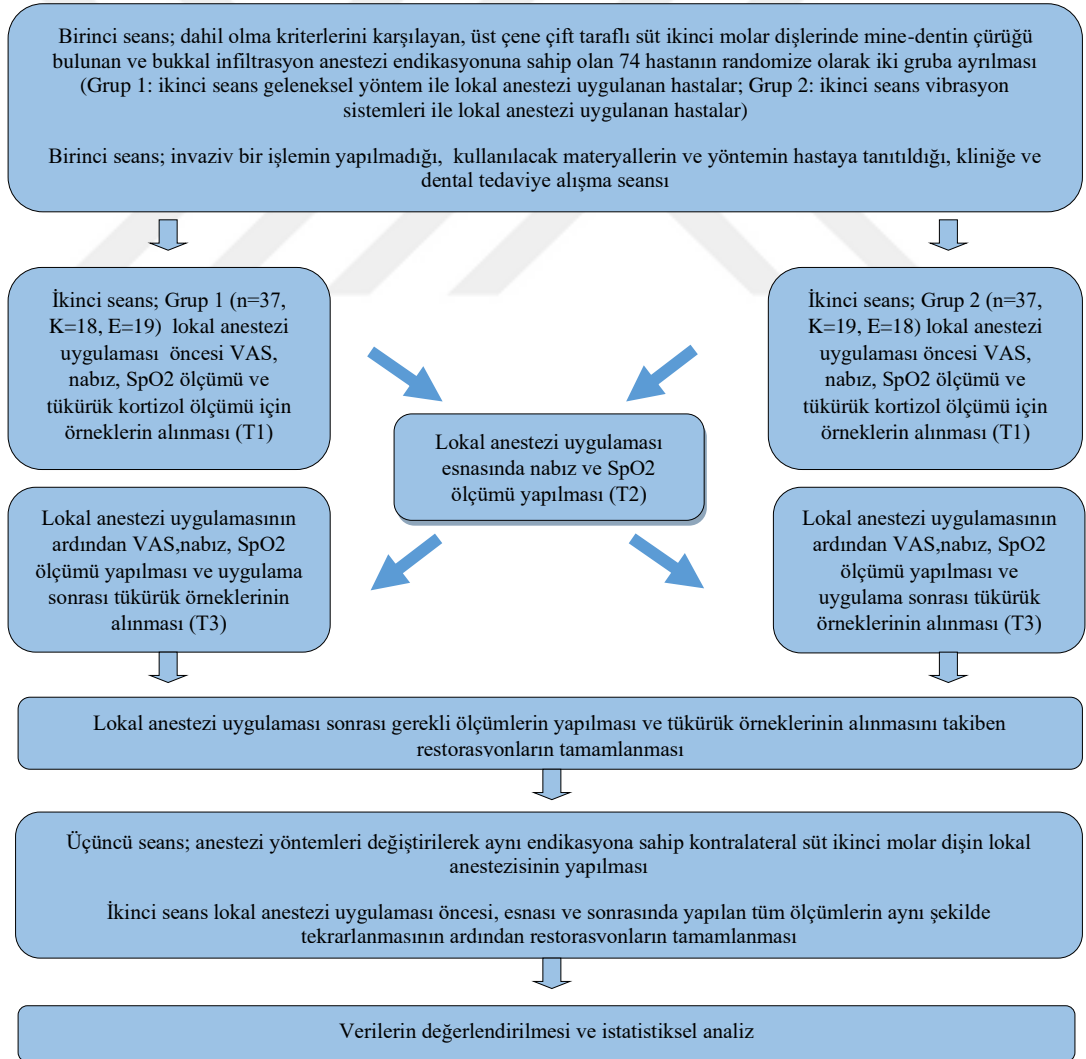 Birinci seans; dahil olma kriterlerini karşılayan, üst çene çift taraflı süt ikinci molar dişlerinde mine-dentin çürüğü
bulunan ve bukkal infiltrasyon anestezi endikasyonuna sahip olan 74 hastanın randomize olarak iki gruba ayrılması
(Grup 1: ikinci seans geleneksel yöntem ile lokal anestezi uygulanan hastalar; Grup 2: ikinci seans vibrasyon
sistemleri ile lokal anestezi uygulanan hastalar)
Birinci seans; invaziv bir işlemin yapılmadığı, kullanılacak materyallerin ve yöntemin hastaya tanıtıldığı, kliniğe ve
dental tedaviye alışma seansı
İkinci seans; Grup 1 (n=37,
K=18, E=19) lokal anestezi
uygulaması öncesi VAS,
nabız, SpO2 ölçümü ve
tükürük kortizol ölçümü için
örneklerin alınması (T1)
İkinci seans; Grup 2 (n=37,
K=19, E=18) lokal anestezi
uygulaması öncesi VAS,
nabız, SpO2 ölçümü ve
tükürük kortizol ölçümü için
örneklerin alınması (T1)
Lokal anestezi uygulaması
esnasında nabız ve SpO2
ölçümü yapılması (T2)
Lokal anestezi uygulamasının
ardından VAS,nabız, SpO2
ölçümü yapılması ve uygulama
sonrası tükürük örneklerinin
alınması (T3)
Lokal anestezi uygulamasının
ardından VAS,nabız, SpO2
ölçümü yapılması ve
uygulama sonrası tükürük
örneklerinin alınması (T3)
Lokal anestezi uygulaması sonrası gerekli ölçümlerin yapılması ve tükürük örneklerinin alınmasını takiben
restorasyonların tamamlanması
Üçüncü seans; anestezi yöntemleri değiştirilerek aynı endikasyona sahip kontralateral süt ikinci molar dişin lokal
anestezisinin yapılması
İkinci seans lokal anestezi uygulaması öncesi, esnası ve sonrasında yapılan tüm ölçümlerin aynı şekilde
tekrarlanmasının ardından restorasyonların tamamlanması
Verilerin değerlendirilmesi ve istatistiksel analiz